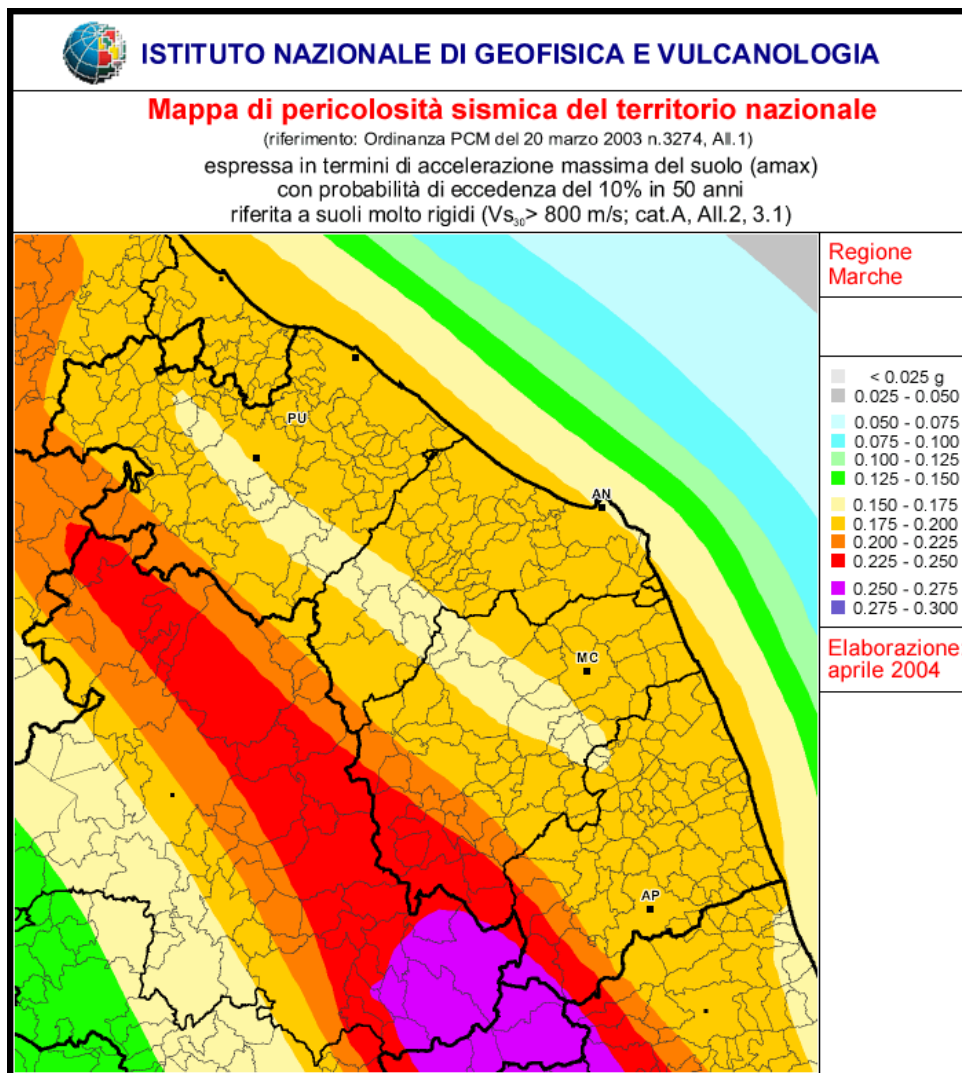 ISTITUTO NAZIONALE DI GEOFISICA E VULCANOLOGIA
Mappa di pericolosità sismica del territorio nazionale
(riferimento: Ordinanza PCM del 20 marzo 2003 n.3274, All.1)
espressa in termini di accelerazione massima del suolo (amax)
con probabilità di eccedenza del 10% in 50 anni
riferita a suoli molto rigidi (Vs30> 800 m/s; cat.A, All.2, 3.1)
Regione
Marche
< 0.025 g
0.025 - 0.050
0.050 - 0.075
0.075 - 0.100
0.100 - 0.125
0.125 - 0.150
0.150 - 0.175
0.175 - 0.200
0.200 - 0.225
0.225 - 0.250
0.250 - 0.275
0.275 - 0.300
Elaborazione
aprile 2004
PU
AN
MC
AP